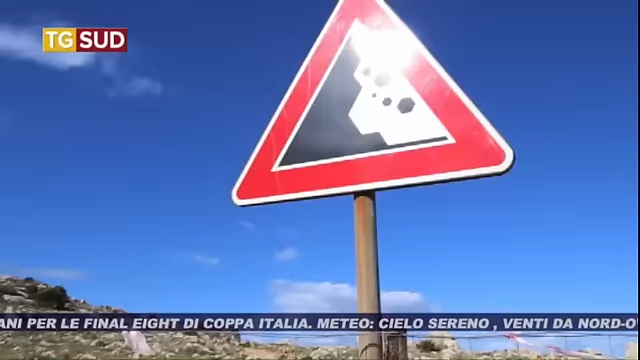 TG SUD
ANI PER LE FINAL EIGHT DI COPPA ITALIA. METEO: CIELO SERENO , VENTI DA NORD-O